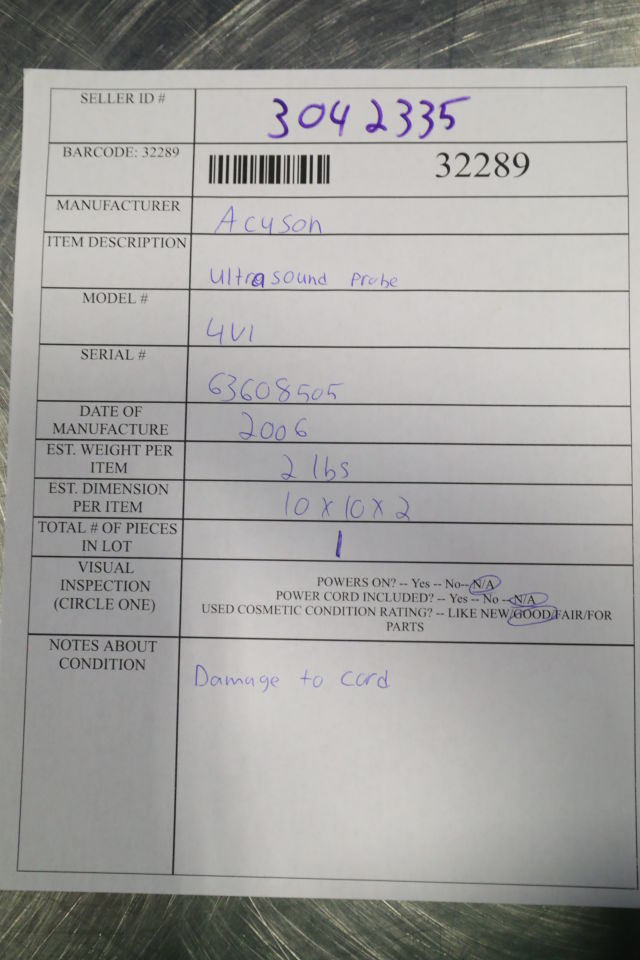 SELLER ID #
3042335
BARCODE: 32289
32289
MANUFACTURER
Acyson
ITEM DESCRIPTION
Ultrasound Probe
MODEL #
4V1
SERIAL #
63608505
DATE OF
MANUFACTURE
2006
EST. WEIGHT PER
ITEM
2 lbs
EST. DIMENSION
PER ITEM
10 x 10 x 2
TOTAL # OF PIECES
IN LOT
1
VISUAL
INSPECTION
(CIRCLE ONE)
POWERS ON? -- Yes -- No-- N/A
POWER CORD INCLUDED? -- Yes -- No -- N/A
USED COSMETIC CONDITION RATING? -- LIKE NEW/GOOD/FAIR/FOR
PARTS
NOTES ABOUT
CONDITION
Damage to cord